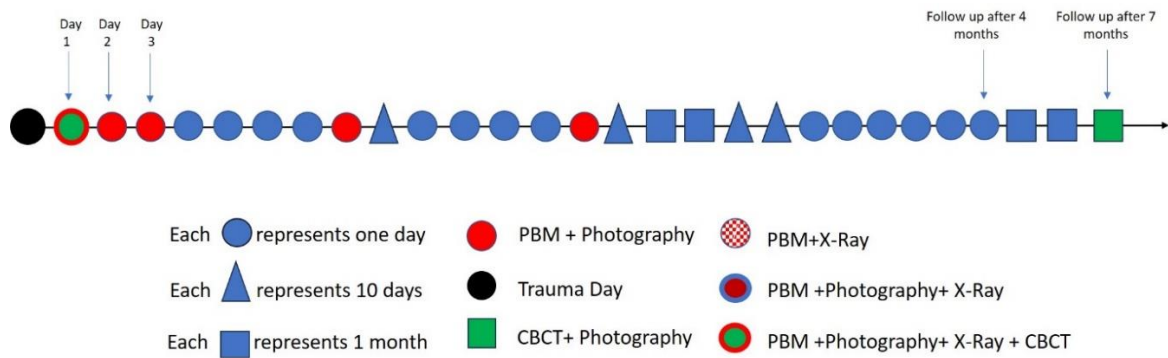 Day
1
Day
2
Day
3
Follow up after 4
months
Follow up after 7
months
Each represents one day
PBM + Photography
PBM+X-Ray
Each represents 10 days
Trauma Day
PBM +Photography+ X-Ray
Each represents 1 month
CBCT+ Photography
PBM +Photography+ X-Ray + CBCT